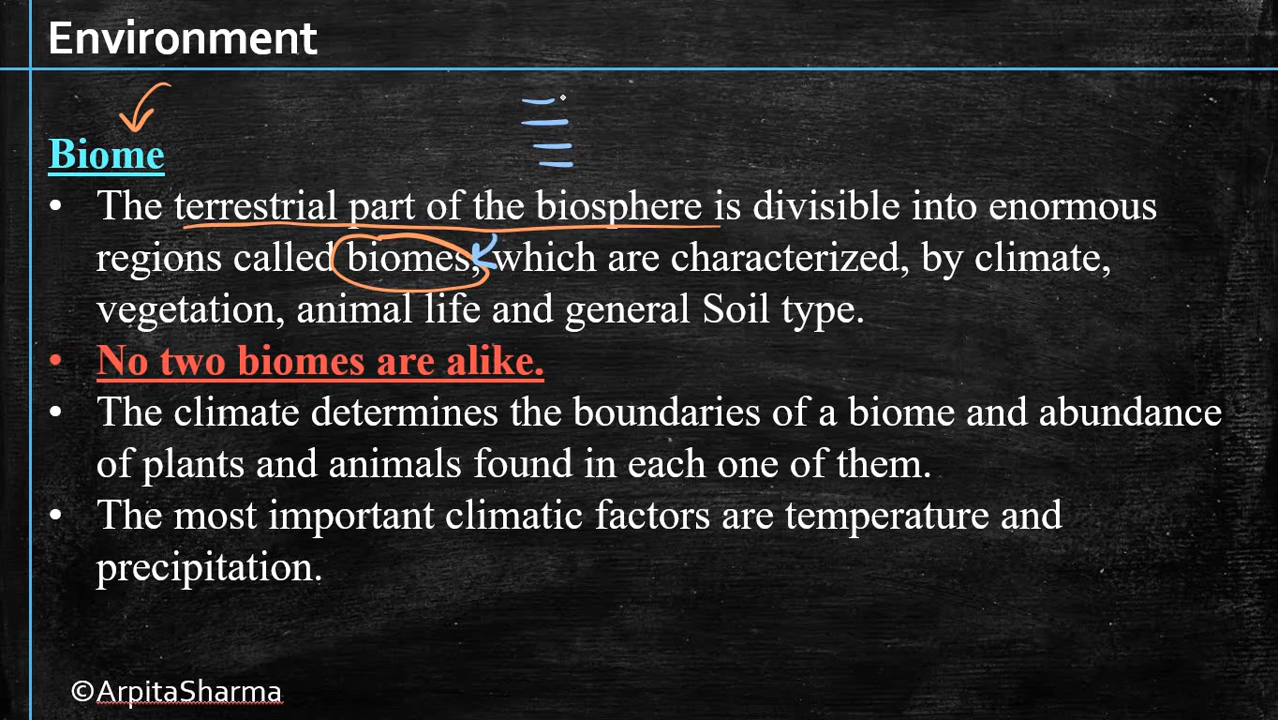 Environment
Biome
• The terrestrial part of the biosphere is divisible into enormous
regions called biomes, which are characterized, by climate,
vegetation, animal life and general Soil type.
• No two biomes are alike.
• The climate determines the boundaries of a biome and abundance
of plants and animals found in each one of them.
• The most important climatic factors are temperature and
precipitation.
©ArpitaSharma